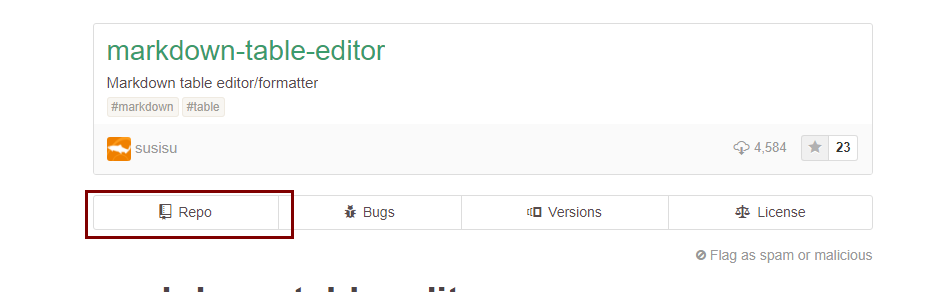 markdown-table-editor
Markdown table editor/formatter
#markdown #table
susisu 4,584 23
Repo Bugs Versions License
Flag as spam or malicious